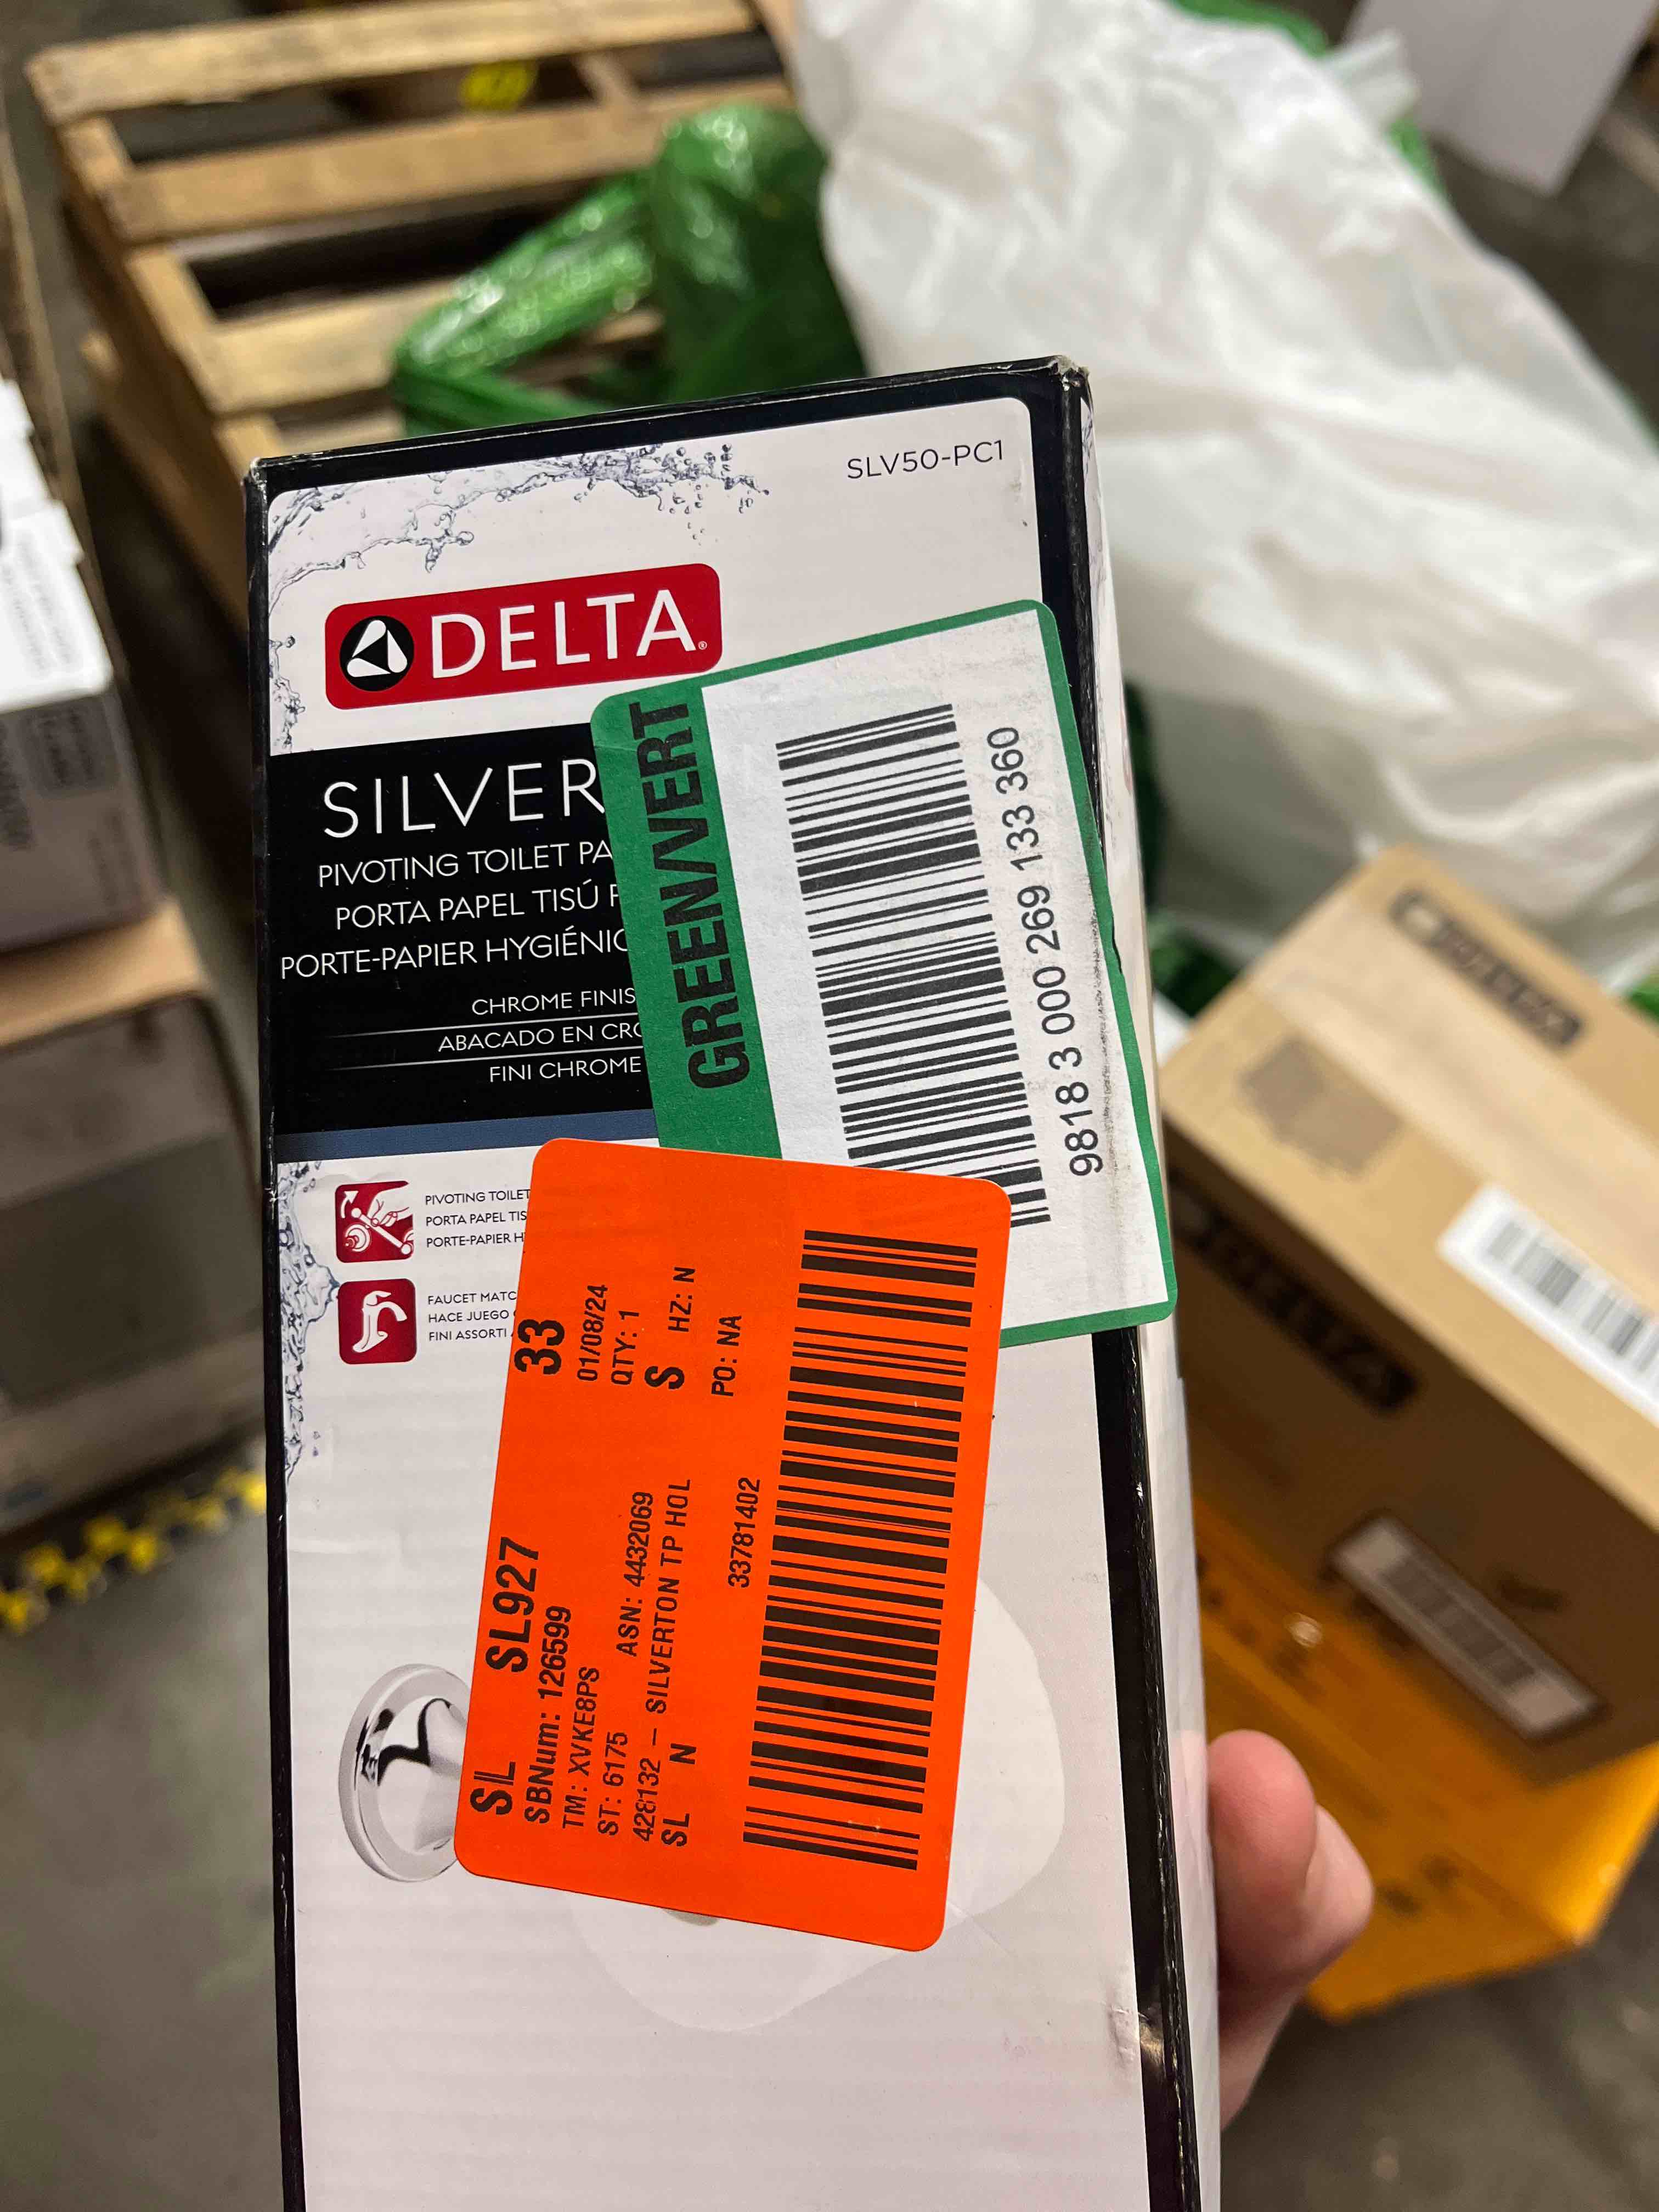 SLV50-PC1
DELTA®
SILVER
PIVOTING TOILET PA
PORTA PAPEL TISÚ
PORTE-PAPIER HYGIÉNIC
CHROME FINIS
ABACADO EN CRO
FINI CHROME
GREEN/VERT
9818 3 000 269 133 360
PIVOTING TOILET
PORTA PAPEL TIS
PORTE-PAPIER H
FAUCET MATC
HACE JUEGO
FINI ASSORTI
SL SL927 33
SBNum: 126599 01/08/24
TM: XVKE8PS QTY: 1
ST: 6175 ASN: 4432069 S HZ: N
428132 – SILVERTON TP HOL
SL N PO: NA
33781402